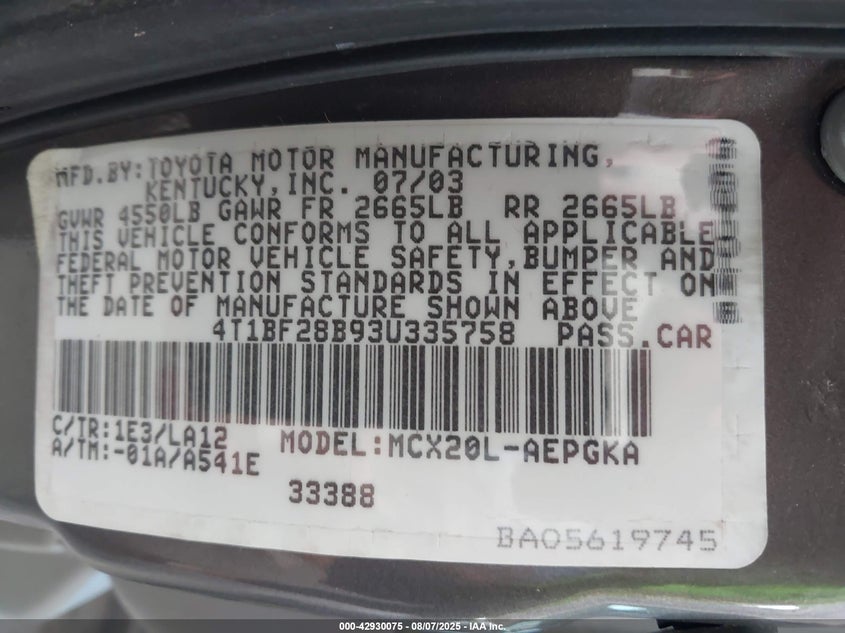 MFD.BY:TOYOTA MOTOR MANUFACTURING,
KENTUCKY,INC. 07/03
GVWR 4550LB GAWR FR 2665LB RR 2665LB
THIS VEHICLE CONFORMS TO ALL APPLICABLE
FEDERAL MOTOR VEHICLE SAFETY,BUMPER AND
THEFT PREVENTION STANDARDS IN EFFECT ON
THE DATE OF MANUFACTURE SHOWN ABOVE
4T1BF28B93U335758 PASS.CAR
C/TR:1E3/LA12 MODEL:MCX20L-AEPGKA
A/TM:-01A/A541E
33388
BAO5619745
000-42930075 - 08/07/2025 - IAA Inc.